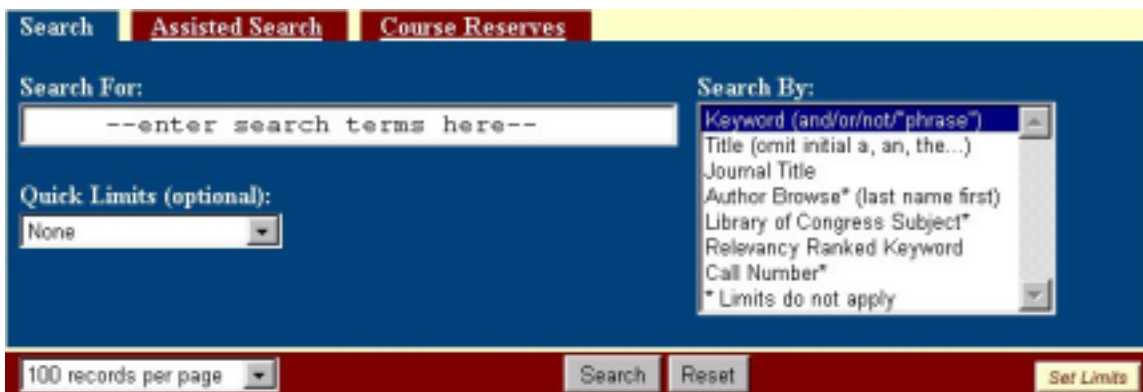 Search Assisted Search Course Reserves
Search For: Search By:
--enter search terms here--
Keyword (and/or/not/"phrase")
Title (omit initial a, an, the...)
Journal Title
Author Browse* (last name first)
Library of Congress Subject*
Relevancy Ranked Keyword
Call Number*
* Limits do not apply
Quick Limits (optional):
None
100 records per page Search Reset Set Limits